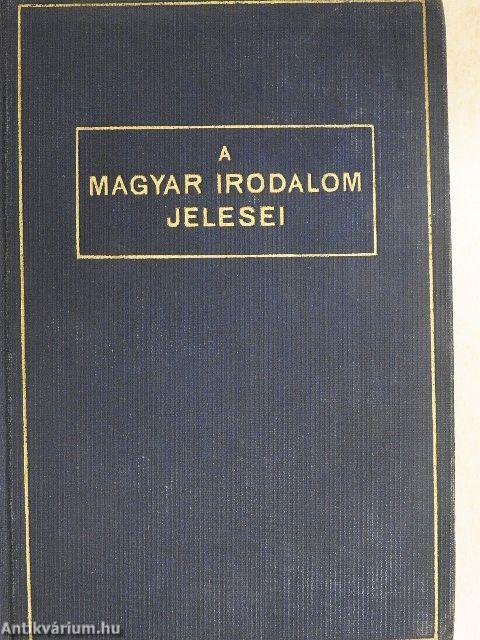 A
MAGYAR IRODALOM
JELESEI
Antikvárium.hu